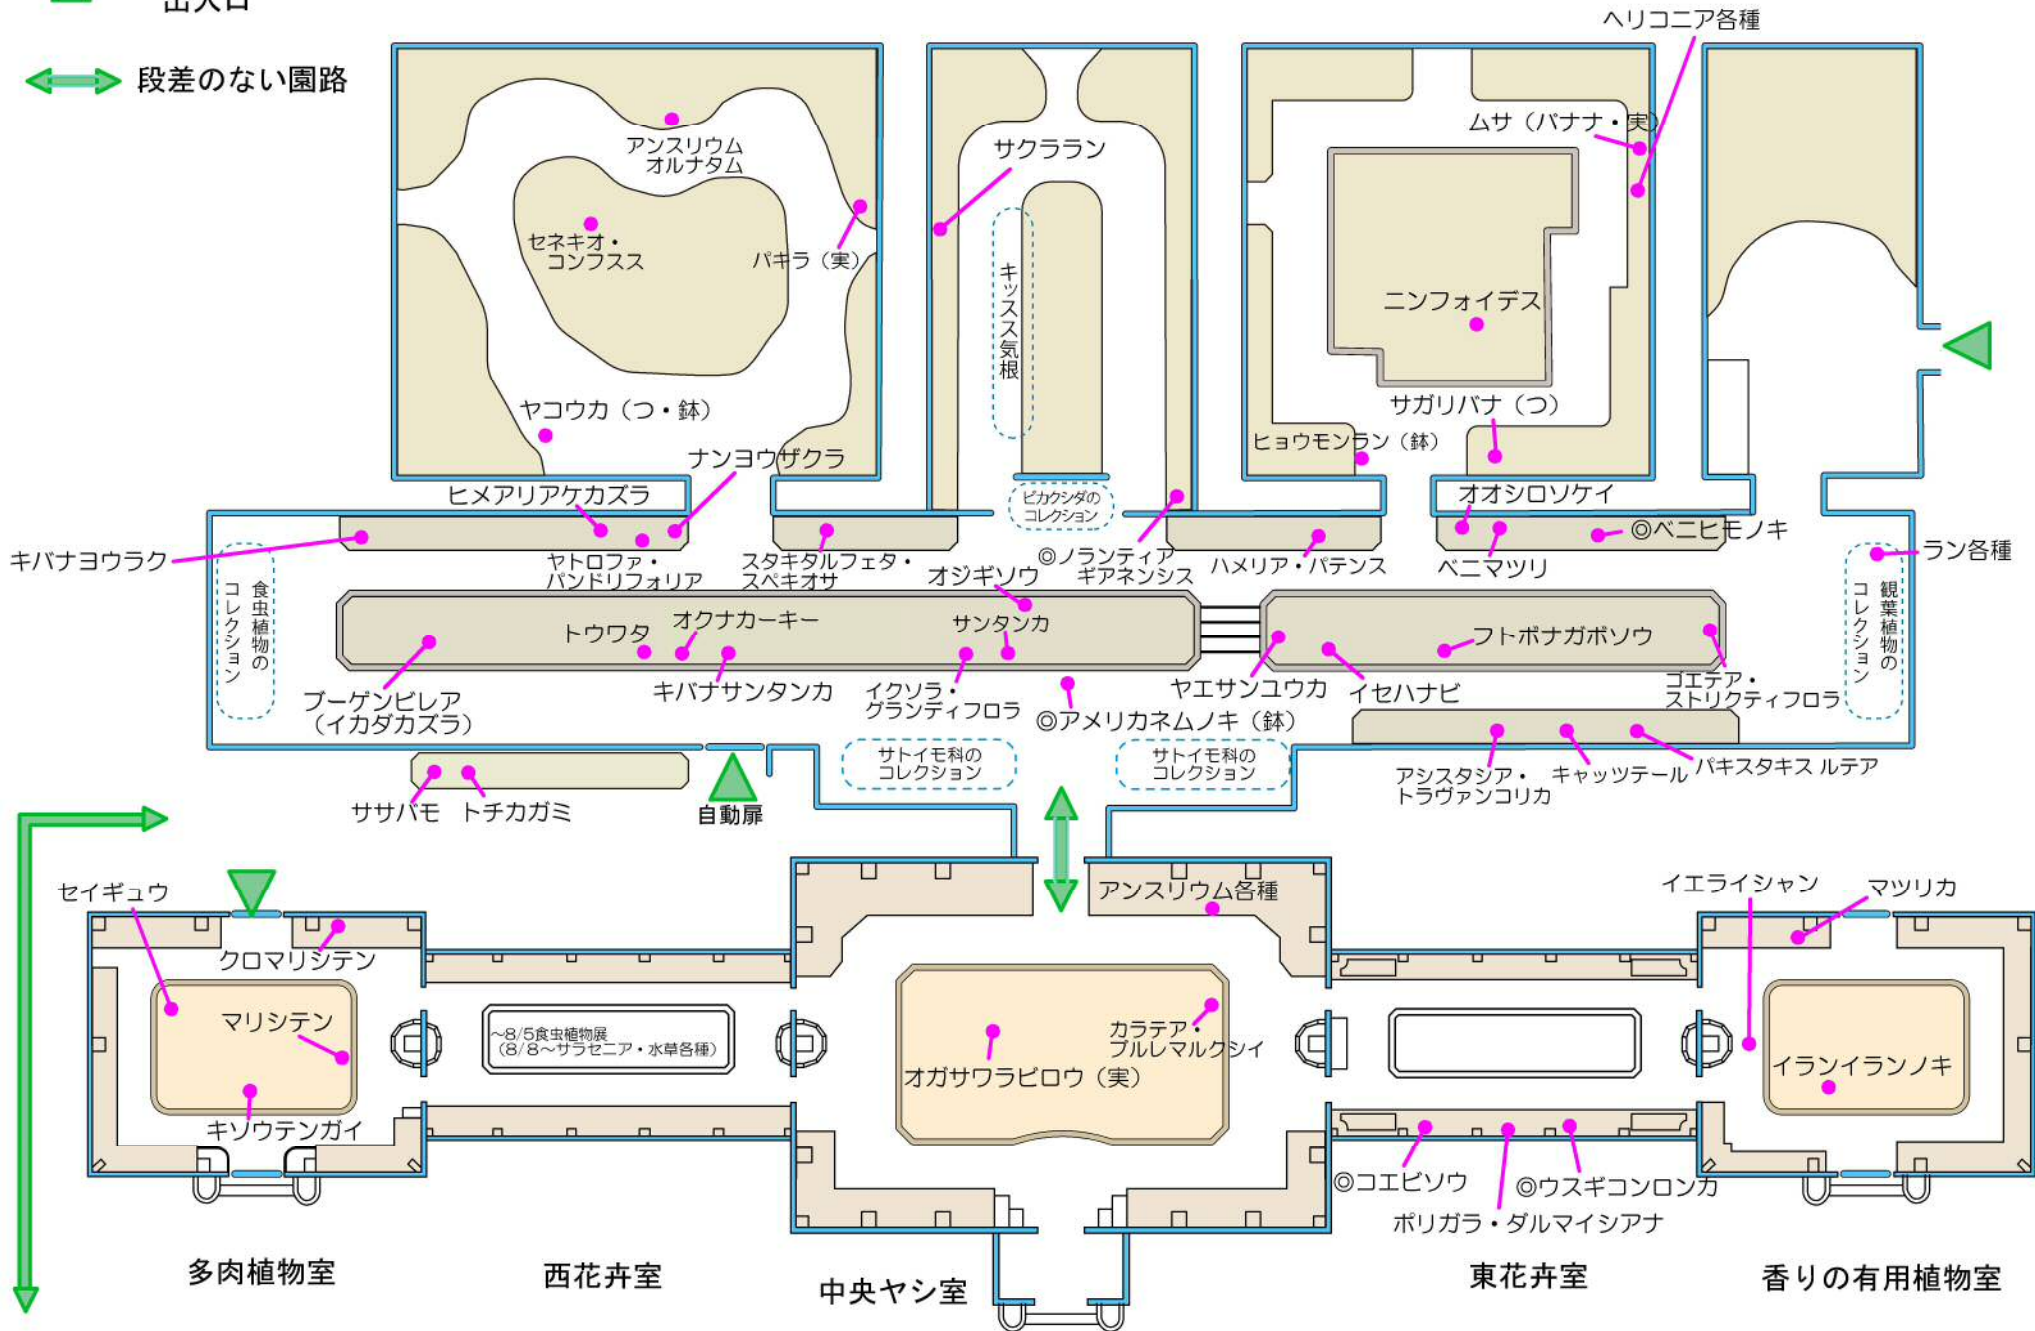 出入口
段差のない園路
ヘリコニア各種
ムサ（バナナ・実）
アンスリウム
オルナタム
サクララン
セネキオ・
コンフスス
パキラ（実）
キッスス気根
ニンフォイデス
ヤコウカ（つ・鉢）
サガリバナ（つ）
ヒョウモンラン（鉢）
ナンヨウザクラ
ヒメアリアケカズラ
ビカクシダの
コレクション
オオシロソケイ
キバナヨウラク
ヤトロファ・
パンドリフォリア
スタキタルフェタ・
スペキオサ
オジギソウ
◎ノランティア
ギアネンシス
ハメリア・パテンス
ベニマツリ
◎ベニヒモノキ
ラン各種
食虫植物の
コレクション
トウワタ
オクナカーキー
サンタンカ
フトボナガボソウ
観葉植物の
コレクション
ブーゲンビレア
（イカダカズラ）
キバナサンタンカ
イクソラ・
グランディフロラ
◎アメリカネムノキ（鉢）
ヤエサンユウカ
イセハナビ
ゴエテア・
ストリクティフロラ
サトイモ科の
コレクション
サトイモ科の
コレクション
アシスタシア・
トラヴァンコリカ
キャッツテール
パキスタキス ルテア
ササバモ
トチカガミ
自動扉
セイギュウ
クロマリシテン
アンスリウム各種
イエライシャン
マツリカ
マリシテン
～8/5食虫植物展
（8/8～サラセニア・水草各種）
カラテア・
プルレマルクシイ
オガサワラビロウ（実）
イランイランノキ
キソウテンガイ
◎コエビソウ
◎ウスギコンロンカ
ポリガラ・ダルマイシアナ
多肉植物室
西花卉室
中央ヤシ室
東花卉室
香りの有用植物室